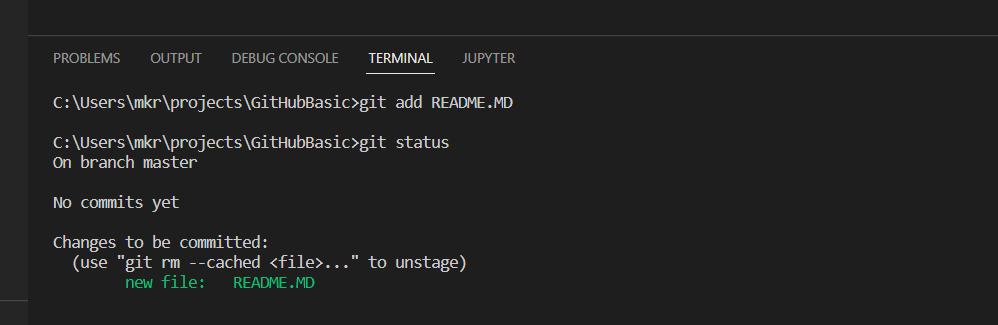 PROBLEMS OUTPUT DEBUG CONSOLE TERMINAL JUPYTER
C:\Users\mkr\projects\GitHubBasic>git add README.MD
C:\Users\mkr\projects\GitHubBasic>git status
On branch master
No commits yet
Changes to be committed:
(use "git rm --cached <file>..." to unstage)
new file: README.MD